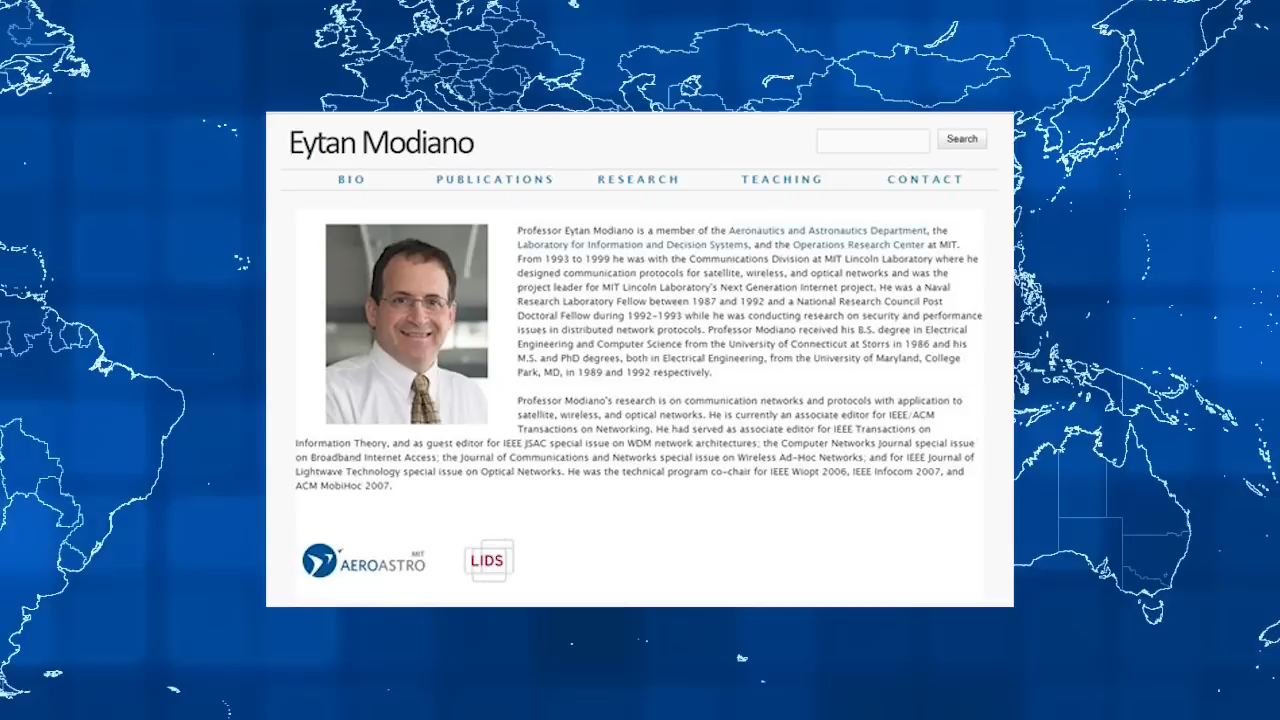 Eytan Modiano
Search
BIO PUBLICATIONS RESEARCH TEACHING CONTACT
Professor Eytan Modiano is a member of the Aeronautics and Astronautics Department, the
Laboratory for Information and Decision Systems, and the Operations Research Center at MIT.
From 1993 to 1999 he was with the Communications Division at MIT Lincoln Laboratory where he
designed communication protocols for satellite, wireless, and optical networks and was the
project leader for MIT Lincoln Laboratory's Next Generation Internet project. He was a Naval
Research Laboratory Fellow between 1987 and 1992 and a National Research Council Post
Doctoral Fellow during 1992-1993 while he was conducting research on security and performance
issues in distributed network protocols. Professor Modiano received his B.S. degree in Electrical
Engineering and Computer Science from the University of Connecticut at Storrs in 1986 and his
M.S. and PhD degrees, both in Electrical Engineering, from the University of Maryland, College
Park, MD, in 1989 and 1992 respectively.
Professor Modiano's research is on communication networks and protocols with application to
satellite, wireless, and optical networks. He is currently an associate editor for IEEE/ACM
Transactions on Networking. He had served as associate editor for IEEE Transactions on
Information Theory, and as guest editor for IEEE JSAC special issue on WDM network architectures; the Computer Networks Journal special issue
on Broadband Internet Access; the Journal of Communications and Networks special issue on Wireless Ad-Hoc Networks; and for IEEE Journal of
Lightwave Technology special issue on Optical Networks. He was the technical program co-chair for IEEE Wiopt 2006, IEEE Infocom 2007, and
ACM MobiHoc 2007.
MIT
AEROASTRO
LIDS